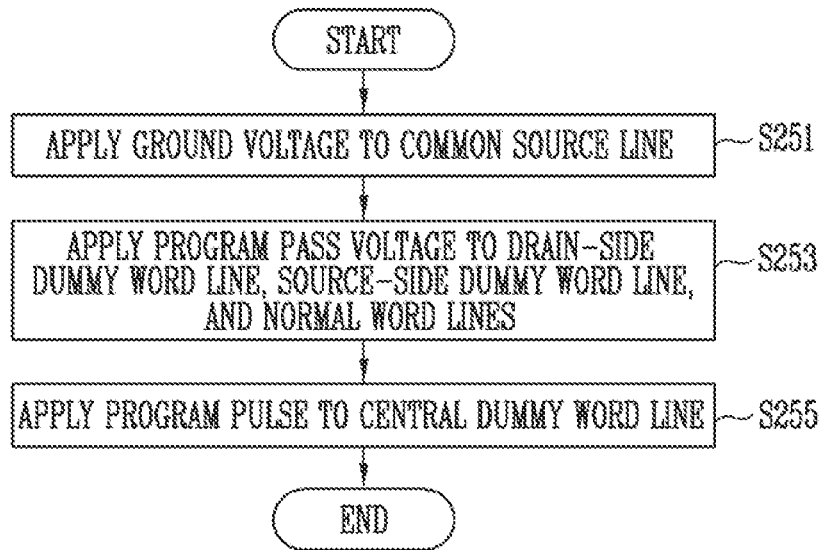 START
APPLY GROUND VOLTAGE TO COMMON SOURCE LINE
S251
APPLY PROGRAM PASS VOLTAGE TO DRAIN-SIDE
DUMMY WORD LINE, SOURCE-SIDE DUMMY WORD LINE,
AND NORMAL WORD LINES
S253
APPLY PROGRAM PULSE TO CENTRAL DUMMY WORD LINE
S255
END